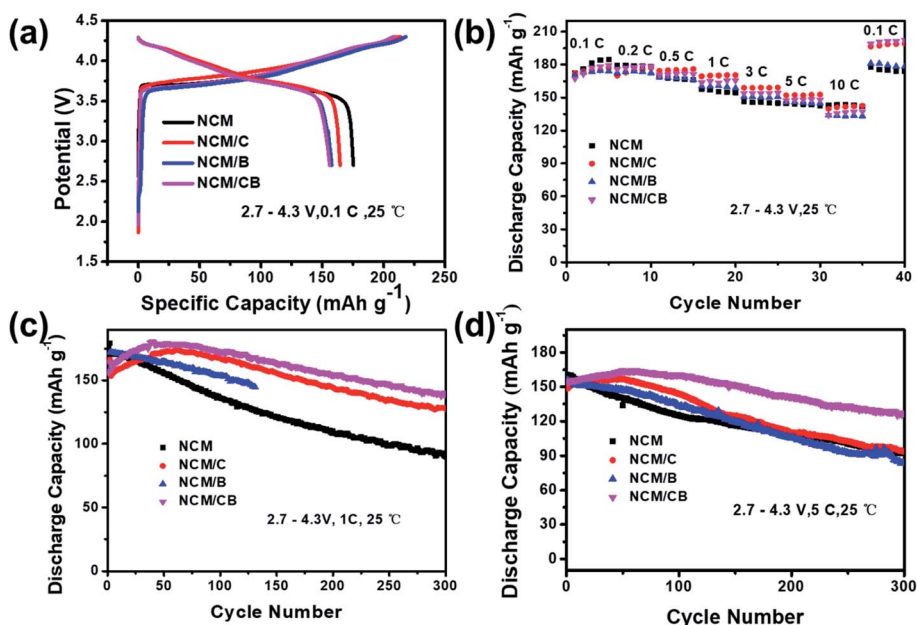 (a)
4.5
4.0
3.5
3.0
2.5
2.0
1.5
Potential (V)
NCM
NCM/C
NCM/B
NCM/CB
2.7 - 4.3 V,0.1 C ,25 ℃
0 50 100 150 200 250
Specific Capacity (mAh g-1)
(b)
210
180
150
120
90
60
30
0
Discharge Capacity (mAh g-1)
0.1 C 0.2 C 0.5 C 1 C 3 C 5 C 10 C 0.1 C
NCM
NCM/C
NCM/B
NCM/CB
2.7 - 4.3 V,25 ℃
0 5 10 15 20 25 30 35 40
Cycle Number
(c)
150
100
50
0
Discharge Capacity (mAh g-1)
NCM
NCM/C
NCM/B
NCM/CB
2.7 - 4.3V, 1C, 25 ℃
0 50 100 150 200 250 300
Cycle Number
(d)
180
150
120
90
60
30
0
Discharge Capacity (mAh g-1)
NCM
NCM/C
NCM/B
NCM/CB
2.7 - 4.3 V,5 C,25 ℃
0 100 200 300
Cycle Number